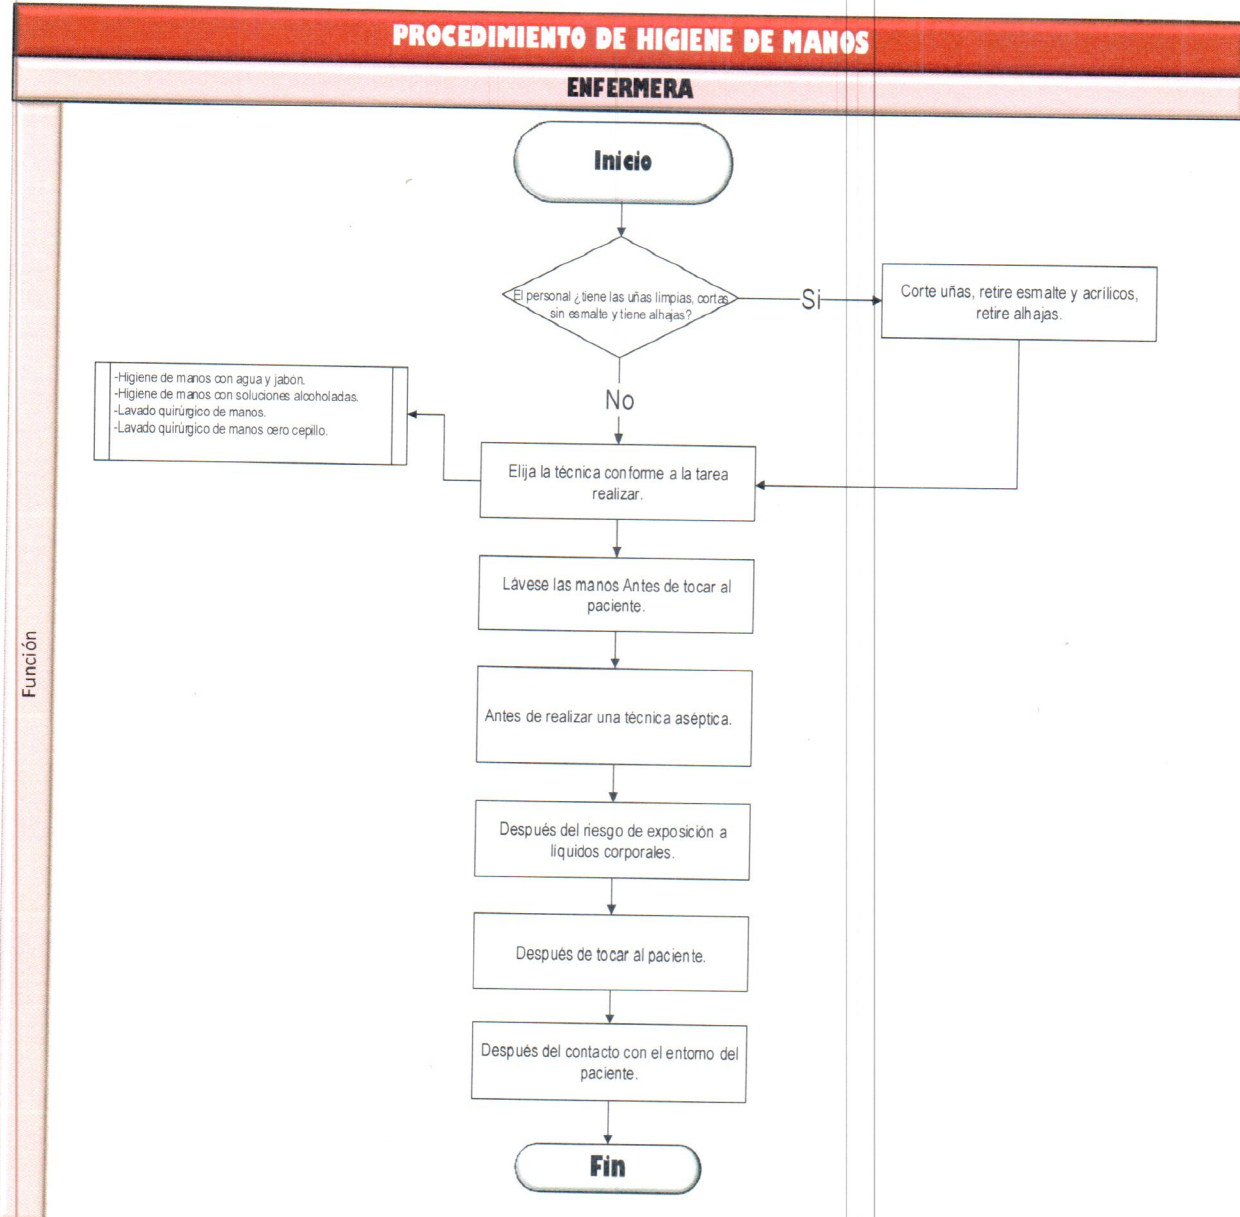 PROCEDIMIENTO DE HIGIENE DE MANOS
ENFERMERA
Función
Inicio
El personal ¿tiene las uñas limpias, cortas
sin esmalte y tiene alhajas?
Si
Corte uñas, retire esmalte y acrílicos,
retire alhajas.
No
-Higiene de manos con agua y jabón.
-Higiene de manos con soluciones alcoholadas.
-Lavado quirúrgico de manos.
-Lavado quirúrgico de manos cero cepillo.
Elija la técnica conforme a la tarea
realizar.
Lávese las manos Antes de tocar al
paciente.
Antes de realizar una técnica aséptica.
Después del riesgo de exposición a
líquidos corporales.
Después de tocar al paciente.
Después del contacto con el entorno del
paciente.
Fin